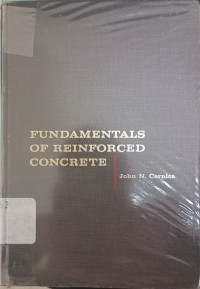 FUNDAMENTALS
OF REINFORCED
CONCRETE
John N. Cernica